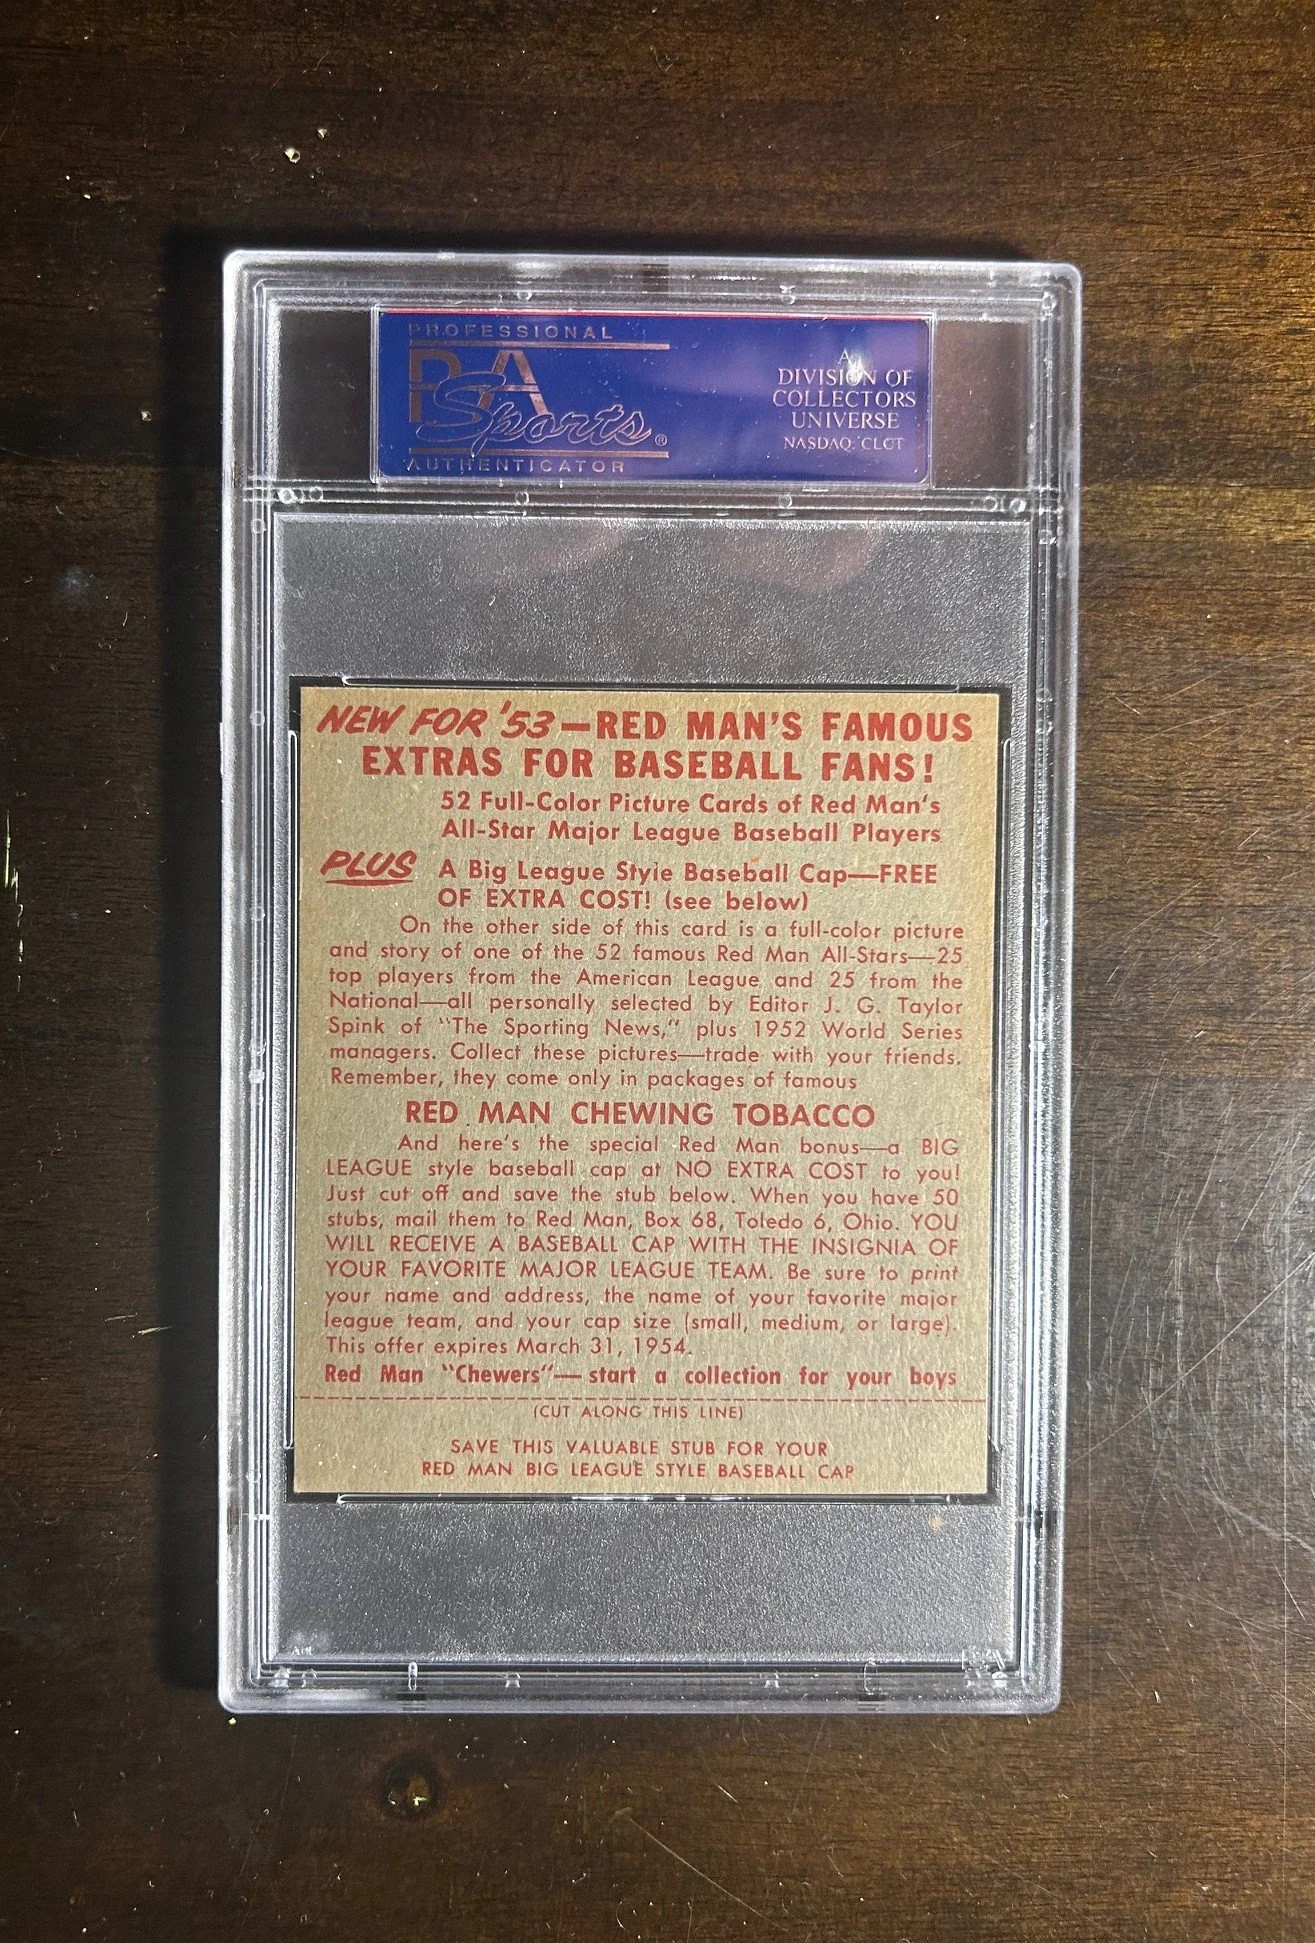 PROFESSIONAL
PSA
Sports®
AUTHENTICATOR
A
DIVISION OF
COLLECTORS
UNIVERSE
NASDAQ: CLCT
NEW FOR '53—RED MAN'S FAMOUS
EXTRAS FOR BASEBALL FANS!
52 Full-Color Picture Cards of Red Man's
All-Star Major League Baseball Players
PLUS A Big League Style Baseball Cap—FREE
OF EXTRA COST! (see below)
On the other side of this card is a full-color picture
and story of one of the 52 famous Red Man All-Stars—25
top players from the American League and 25 from the
National—all personally selected by Editor J. G. Taylor
Spink of "The Sporting News," plus 1952 World Series
managers. Collect these pictures—trade with your friends.
Remember, they come only in packages of famous
RED MAN CHEWING TOBACCO
And here's the special Red Man bonus—a BIG
LEAGUE style baseball cap at NO EXTRA COST to you!
Just cut off and save the stub below. When you have 50
stubs, mail them to Red Man, Box 68, Toledo 6, Ohio. YOU
WILL RECEIVE A BASEBALL CAP WITH THE INSIGNIA OF
YOUR FAVORITE MAJOR LEAGUE TEAM. Be sure to print
your name and address, the name of your favorite major
league team, and your cap size (small, medium, or large).
This offer expires March 31, 1954.
Red Man "Chewers"—start a collection for your boys
(CUT ALONG THIS LINE)
SAVE THIS VALUABLE STUB FOR YOUR
RED MAN BIG LEAGUE STYLE BASEBALL CAP